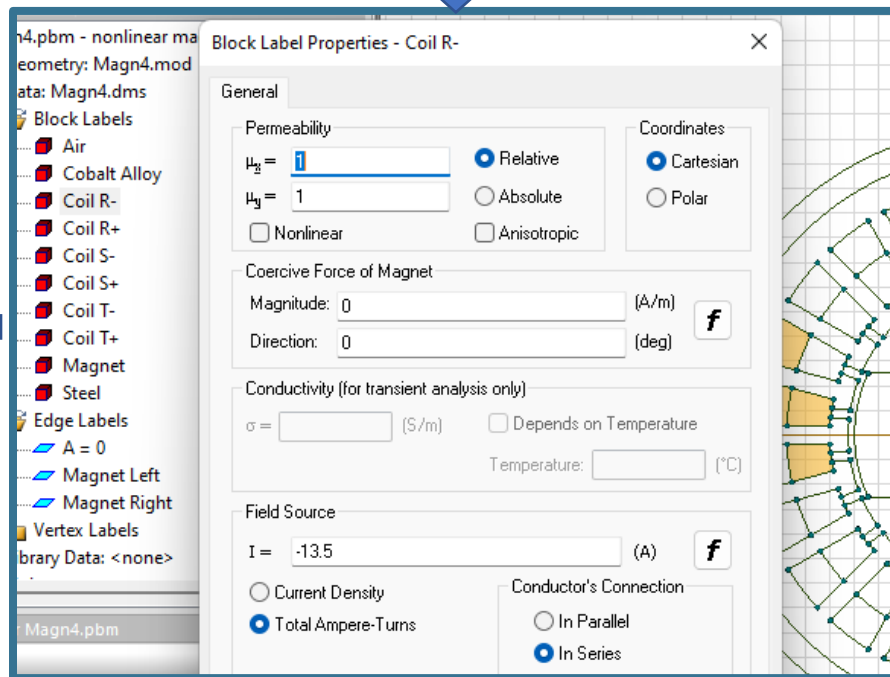 n4.pbm - nonlinear ma
eometry: Magn4.mod
ata: Magn4.dms
Block Labels
Air
Cobalt Alloy
Coil R-
Coil R+
Coil S-
Coil S+
Coil T-
Coil T+
Magnet
Steel
Edge Labels
A = 0
Magnet Left
Magnet Right
Vertex Labels
ibrary Data: <none>
Magn4.pbm
Block Label Properties - Coil R-
General
Permeability
μx = 1
μy = 1
Nonlinear
Relative
Absolute
Anisotropic
Coordinates
Cartesian
Polar
Coercive Force of Magnet
Magnitude: 0 (A/m)
Direction: 0 (deg)
f
Conductivity (for transient analysis only)
σ = (S/m) Depends on Temperature
Temperature: (°C)
Field Source
I = -13.5 (A) f
Current Density
Total Ampere-Turns
Conductor's Connection
In Parallel
In Series